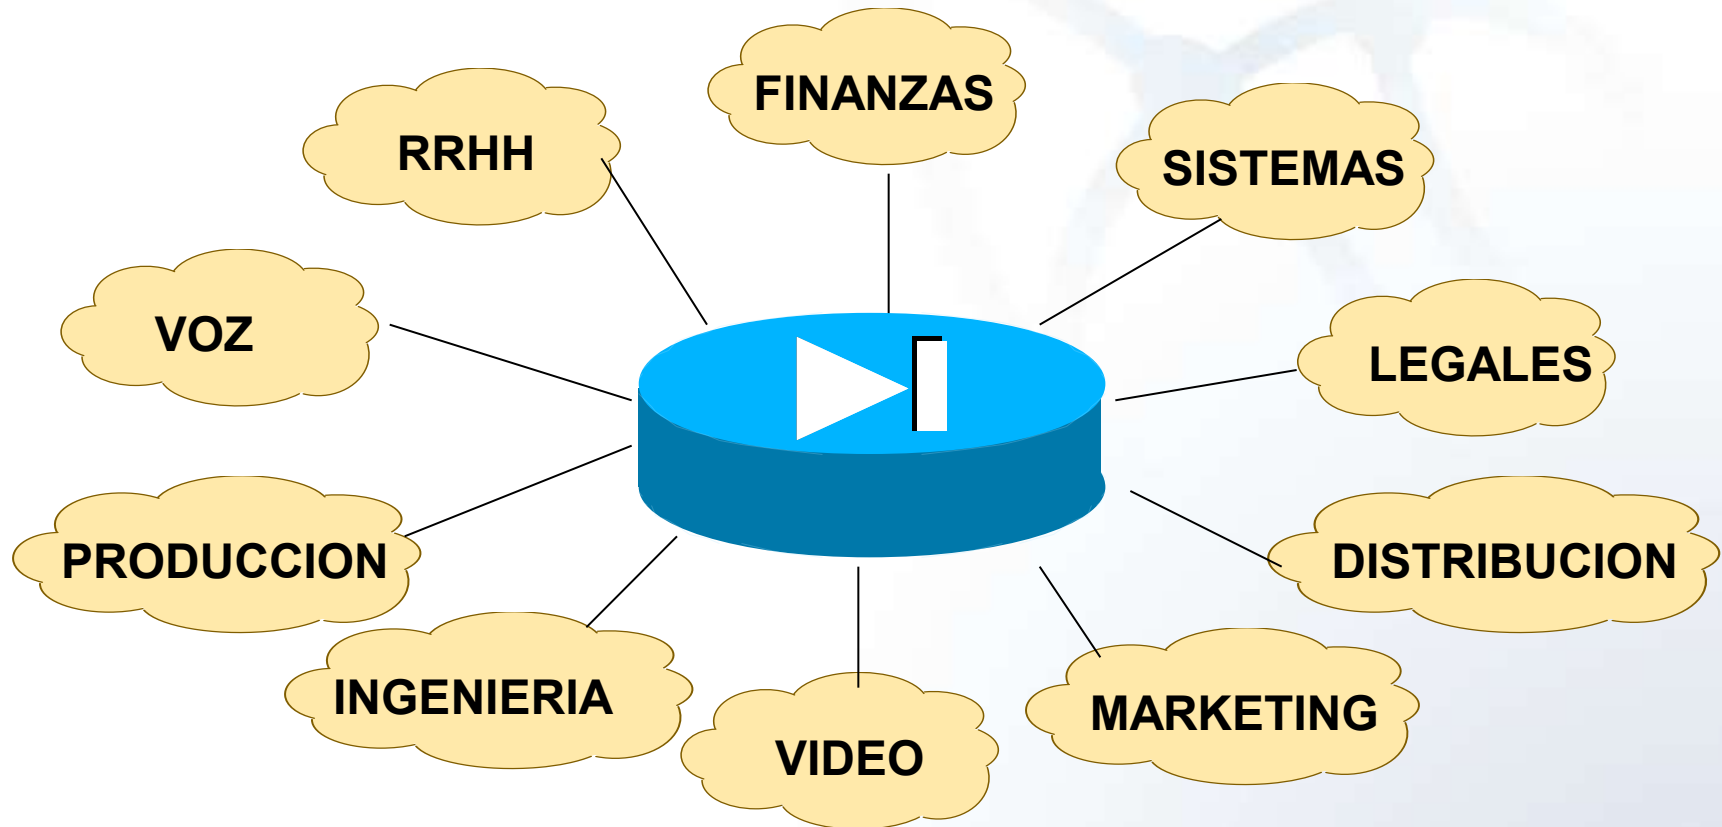 FINANZAS
RRHH
SISTEMAS
VOZ
LEGALES
PRODUCCION
DISTRIBUCION
INGENIERIA
MARKETING
VIDEO